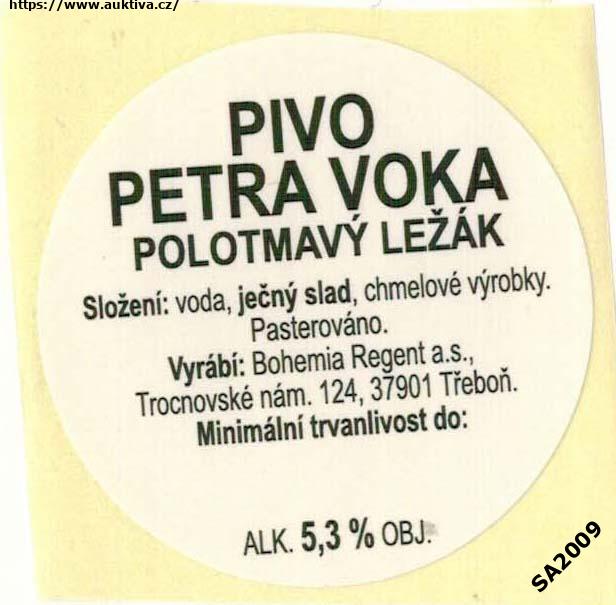 https://www.auktiva.cz/
PIVO
PETRA VOKA
POLOTMAVÝ LEŽÁK
Složení: voda, ječný slad, chmelové výrobky.
Pasterováno.
Vyrábí: Bohemia Regent a.s.,
Trocnovské nám. 124, 37901 Třeboň.
Minimální trvanlivost do:
ALK. 5,3 % OBJ.
SA2009